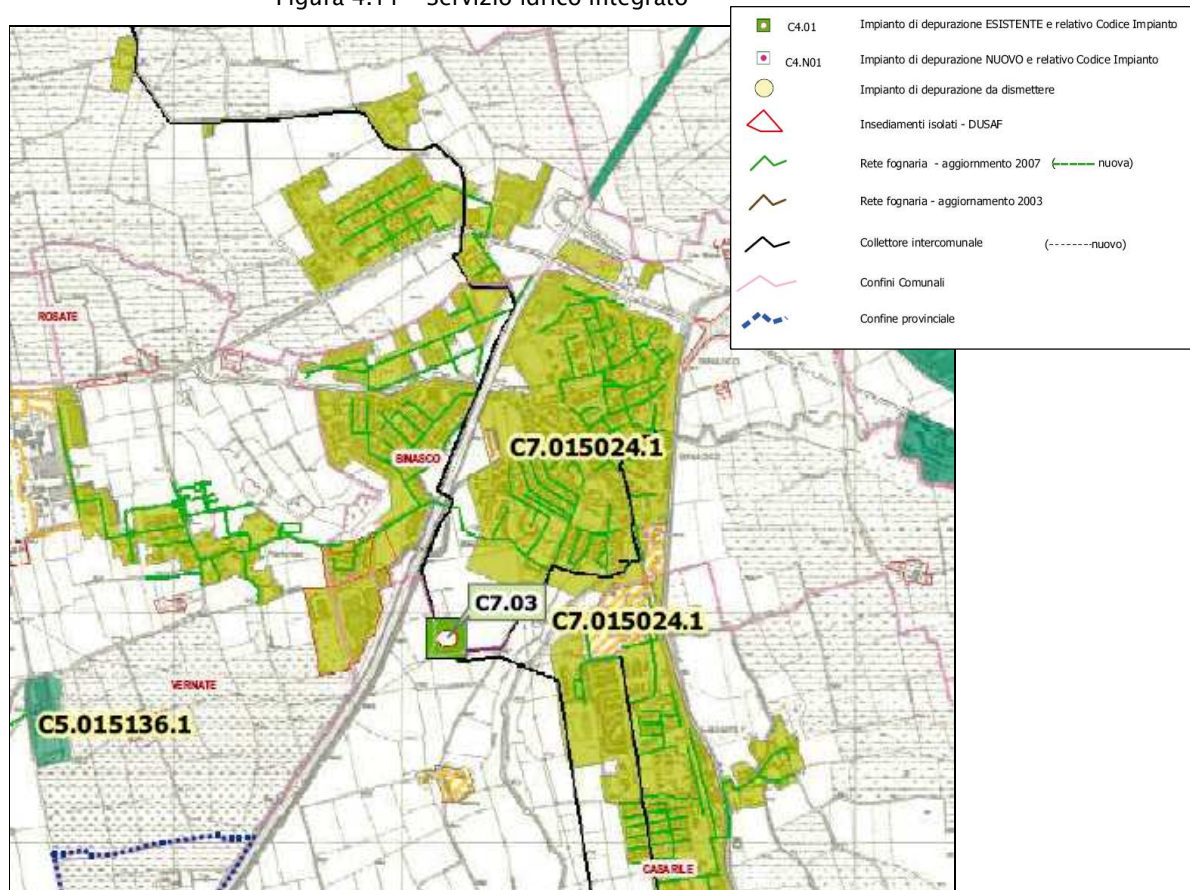 Figura 4.11 – Servizio idrico integrato
C4.01 Impianto di depurazione ESISTENTE e relativo Codice Impianto
C4.N01 Impianto di depurazione NUOVO e relativo Codice Impianto
Impianto di depurazione da dismettere
Insediamenti isolati - DUSAF
Rete fognaria - aggiornmento 2007 (------ nuova)
Rete fognaria - aggiornamento 2003
Collettore intercomunale (--------nuovo)
Confini Comunali
Confine provinciale
ROSATE
BINASCO
C7.015024.1
C7.03
C7.015024.1
VERNATE
C5.015136.1
CASARILE